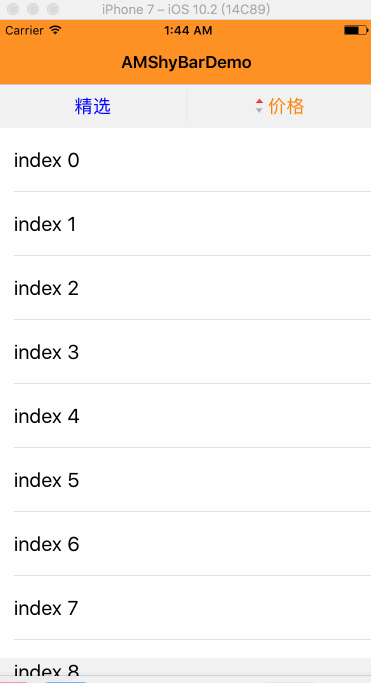 iPhone 7 – iOS 10.2 (14C89)
Carrier 1:44 AM
AMShyBarDemo
精选 价格
index 0
index 1
index 2
index 3
index 4
index 5
index 6
index 7
index 8